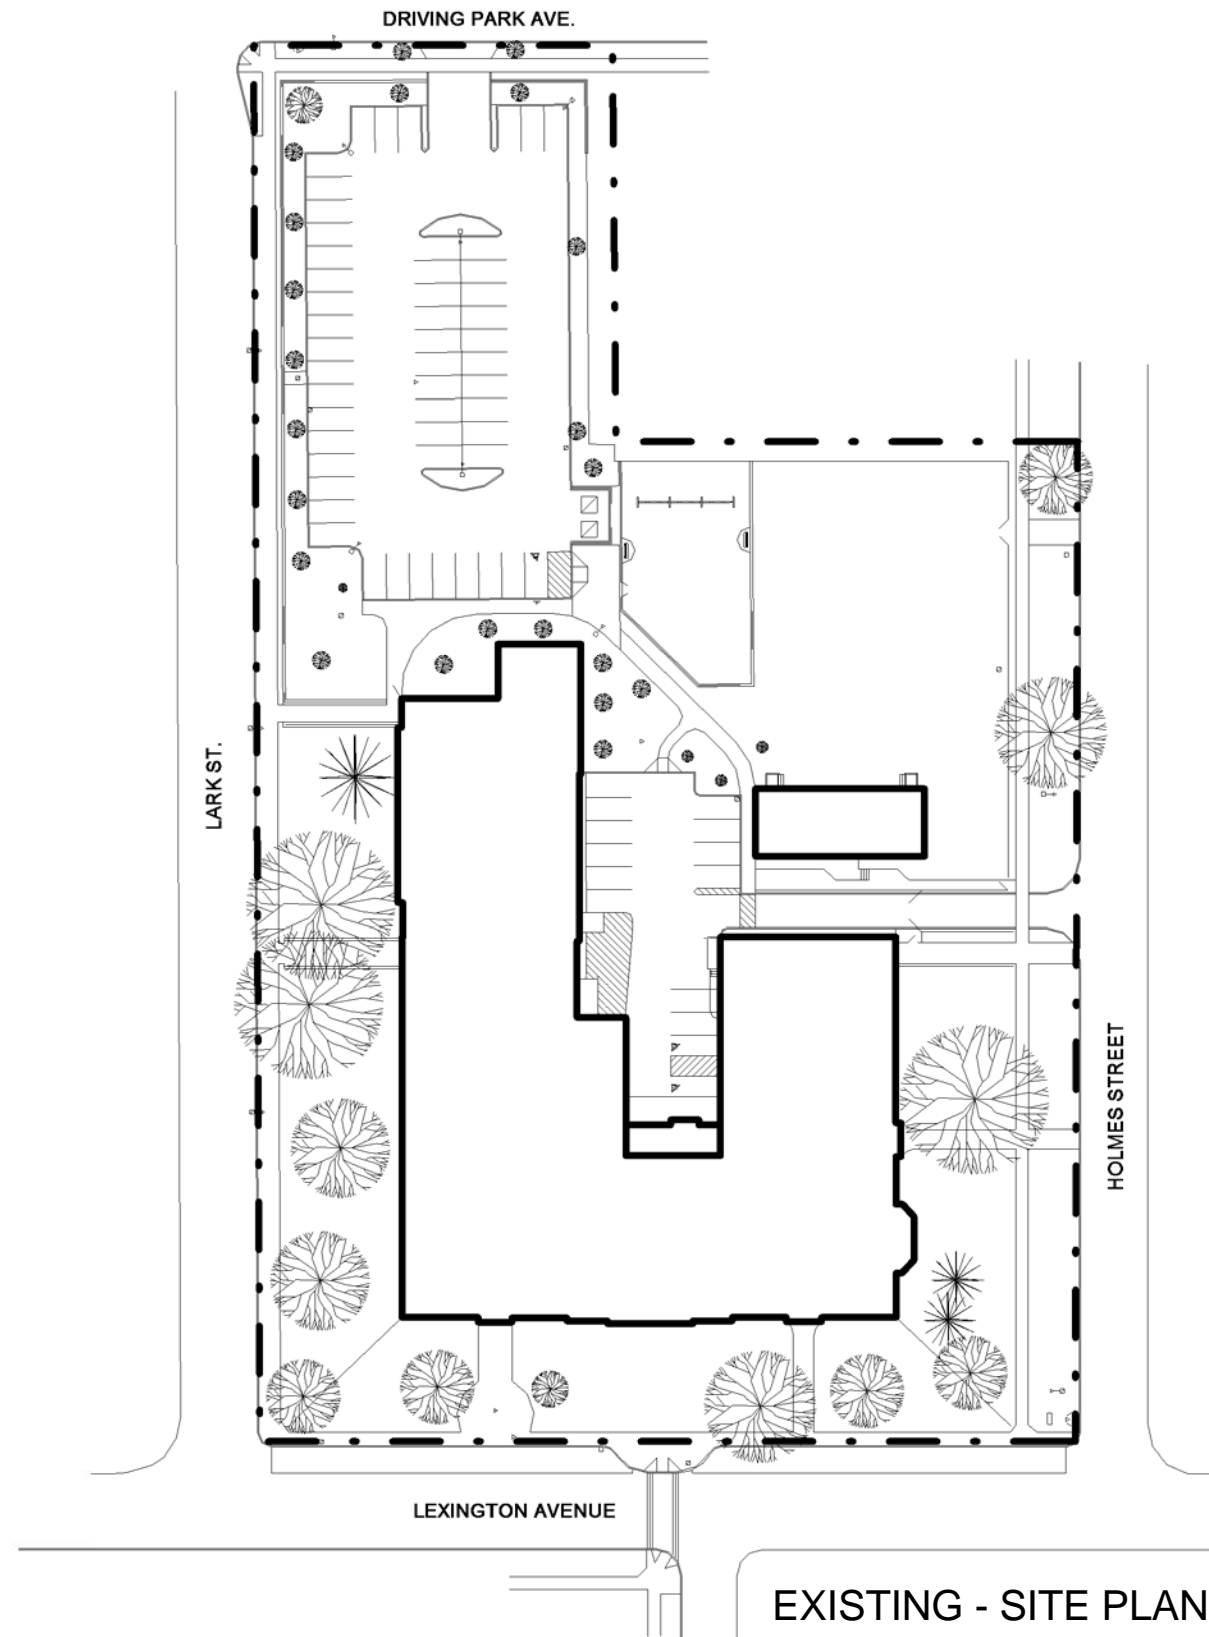 DRIVING PARK AVE.
LARK ST.
HOLMES STREET
LEXINGTON AVENUE
EXISTING - SITE PLAN